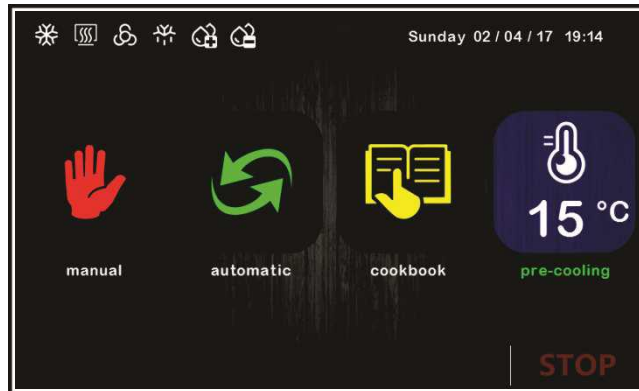 Sunday 02 / 04 / 17 19:14
15 °C
manual automatic cookbook pre-cooling
STOP